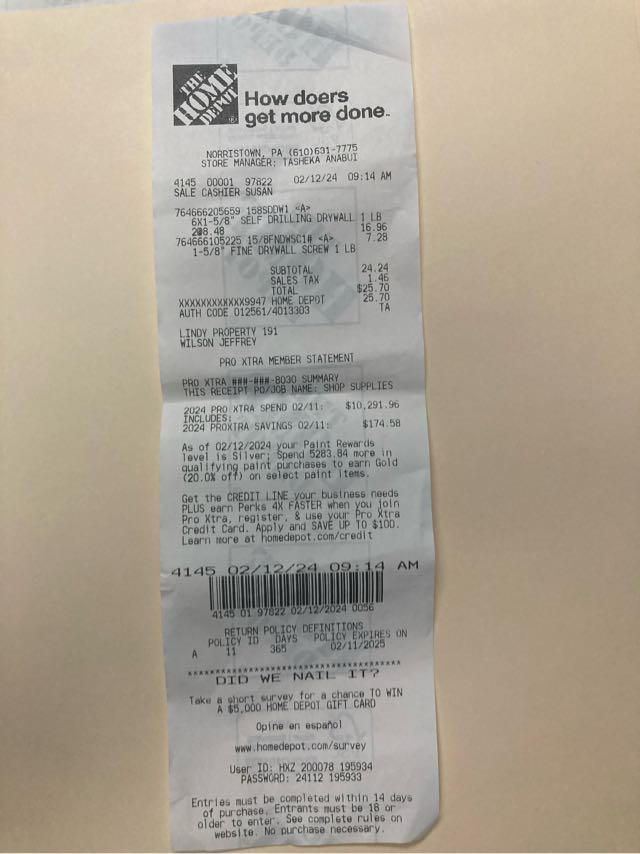 THE
HOME
DEPOT
How doers
get more done.
NORRISTOWN, PA (610)631-7775
STORE MANAGER: TASHEKA ANABUI
4145 00001 97822 02/12/24 09:14 AM
SALE CASHIER SUSAN
764666205659 158SDDW1 <A>
6X1-5/8" SELF DRILLING DRYWALL 1 LB
2@8.48 16.96
764666105225 15/8FNDWSC1# <A> 7.28
1-5/8" FINE DRYWALL SCREW 1 LB
SUBTOTAL 24.24
SALES TAX 1.46
TOTAL $25.70
XXXXXXXXXXXX9947 HOME DEPOT 25.70
AUTH CODE 012561/4013303 TA
LINDY PROPERTY 191
WILSON JEFFREY
PRO XTRA MEMBER STATEMENT
PRO XTRA ###-###-8030 SUMMARY
THIS RECEIPT PO/JOB NAME: SHOP SUPPLIES
2024 PRO XTRA SPEND 02/11: $10,291.96
INCLUDES:
2024 PROXTRA SAVINGS 02/11: $174.58
As of 02/12/2024 your Paint Rewards
level is Silver; Spend 5283.84 more in
qualifying paint purchases to earn Gold
(20.0% off) on select paint items.
Get the CREDIT LINE your business needs
PLUS earn Perks 4X FASTER when you join
Pro Xtra, register, & use your Pro Xtra
Credit Card. Apply and SAVE UP TO $100.
Learn more at homedepot.com/credit
4145 02/12/24 09:14 AM
4145 01 97822 02/12/2024 0056
RETURN POLICY DEFINITIONS
POLICY ID DAYS POLICY EXPIRES ON
A 11 365 02/11/2025
DID WE NAIL IT?
Take a short survey for a chance TO WIN
A $5,000 HOME DEPOT GIFT CARD
Opine en español
www.homedepot.com/survey
User ID: HXZ 200078 195934
PASSWORD: 24112 195933
Entries must be completed within 14 days
of purchase. Entrants must be 18 or
older to enter. See complete rules on
website. No purchase necessary.